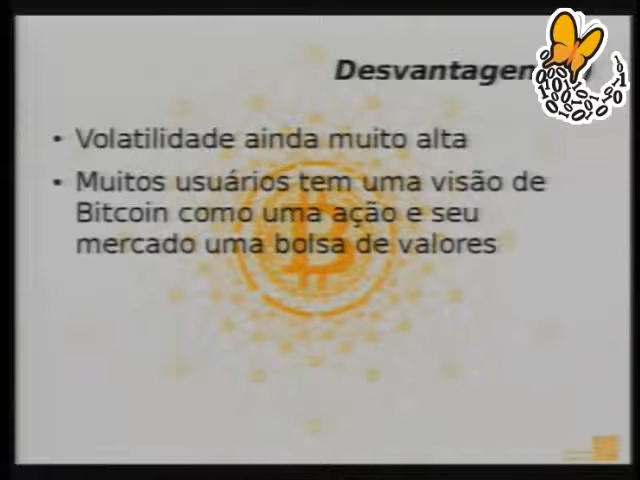 Desvantagen
• Volatilidade ainda muito alta
• Muitos usuários tem uma visão de
Bitcoin como uma ação e seu
mercado uma bolsa de valores